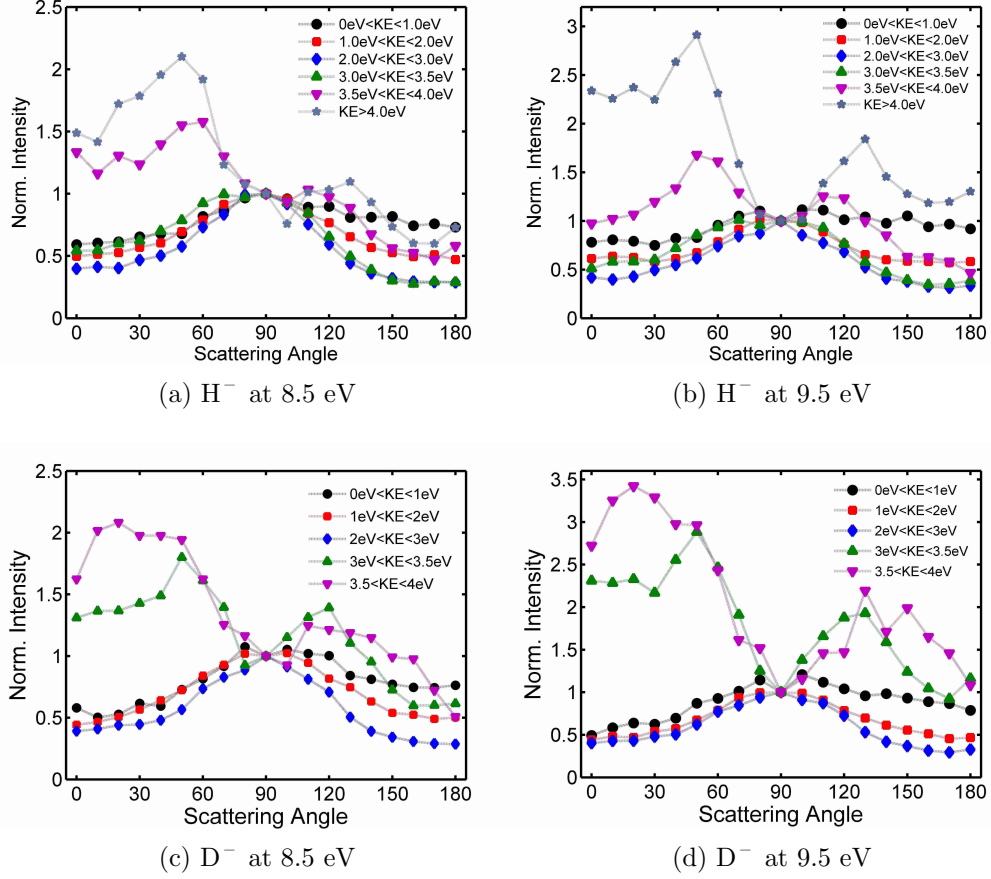 2.5
2
1.5
1
0.5
0
Norm. Intensity
0eV<KE<1.0eV
1.0eV<KE<2.0eV
2.0eV<KE<3.0eV
3.0eV<KE<3.5eV
3.5eV<KE<4.0eV
KE>4.0eV
0 30 60 90 120 150 180
Scattering Angle
(a) H⁻ at 8.5 eV
3
2.5
2
1.5
1
0.5
0
Norm. Intensity
0eV<KE<1.0eV
1.0eV<KE<2.0eV
2.0eV<KE<3.0eV
3.0eV<KE<3.5eV
3.5eV<KE<4.0eV
KE>4.0eV
0 30 60 90 120 150 180
Scattering Angle
(b) H⁻ at 9.5 eV
2.5
2
1.5
1
0.5
0
Norm. Intensity
0eV<KE<1eV
1eV<KE<2eV
2eV<KE<3eV
3eV<KE<3.5eV
3.5<KE<4eV
0 30 60 90 120 150 180
Scattering Angle
(c) D⁻ at 8.5 eV
3.5
3
2.5
2
1.5
1
0.5
0
Norm. Intensity
0eV<KE<1eV
1eV<KE<2eV
2eV<KE<3eV
3eV<KE<3.5eV
3.5<KE<4eV
0 30 60 90 120 150 180
Scattering Angle
(d) D⁻ at 9.5 eV